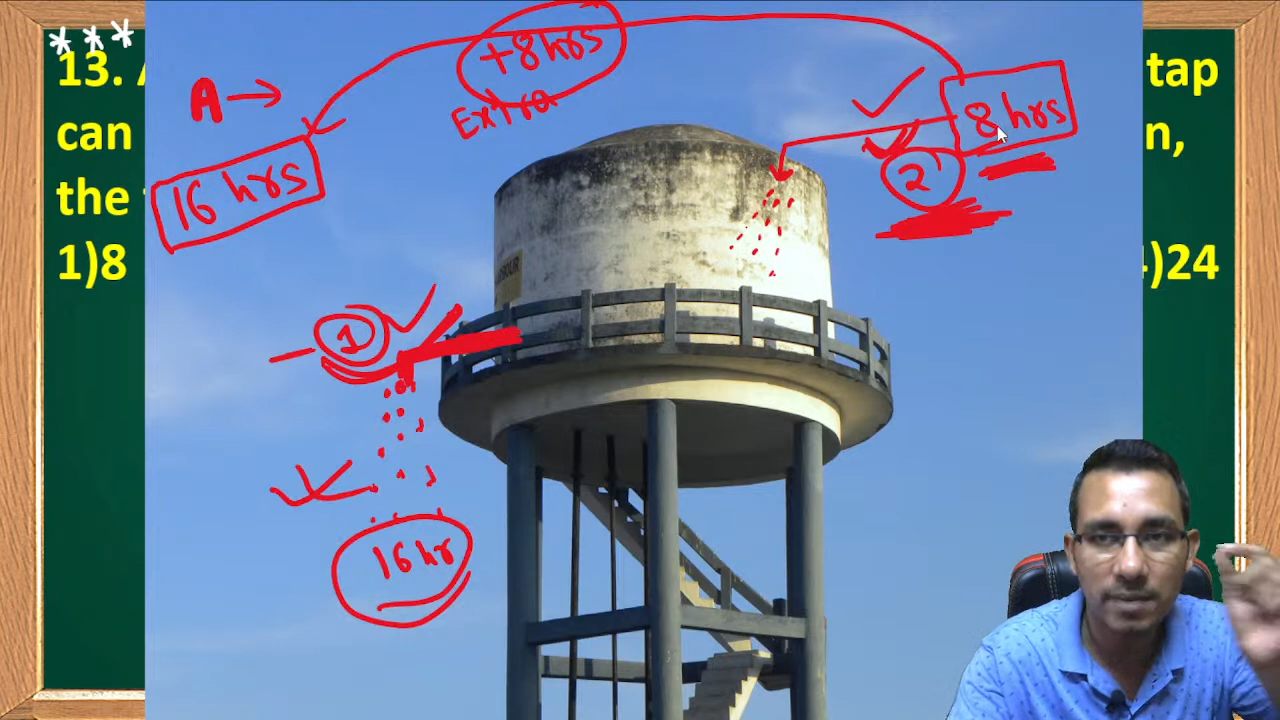 ***
13.
tap
can
n,
the
1)8
)24
A →
+8 hrs
Extra
16 hrs
8 hrs
2
1
16 hr